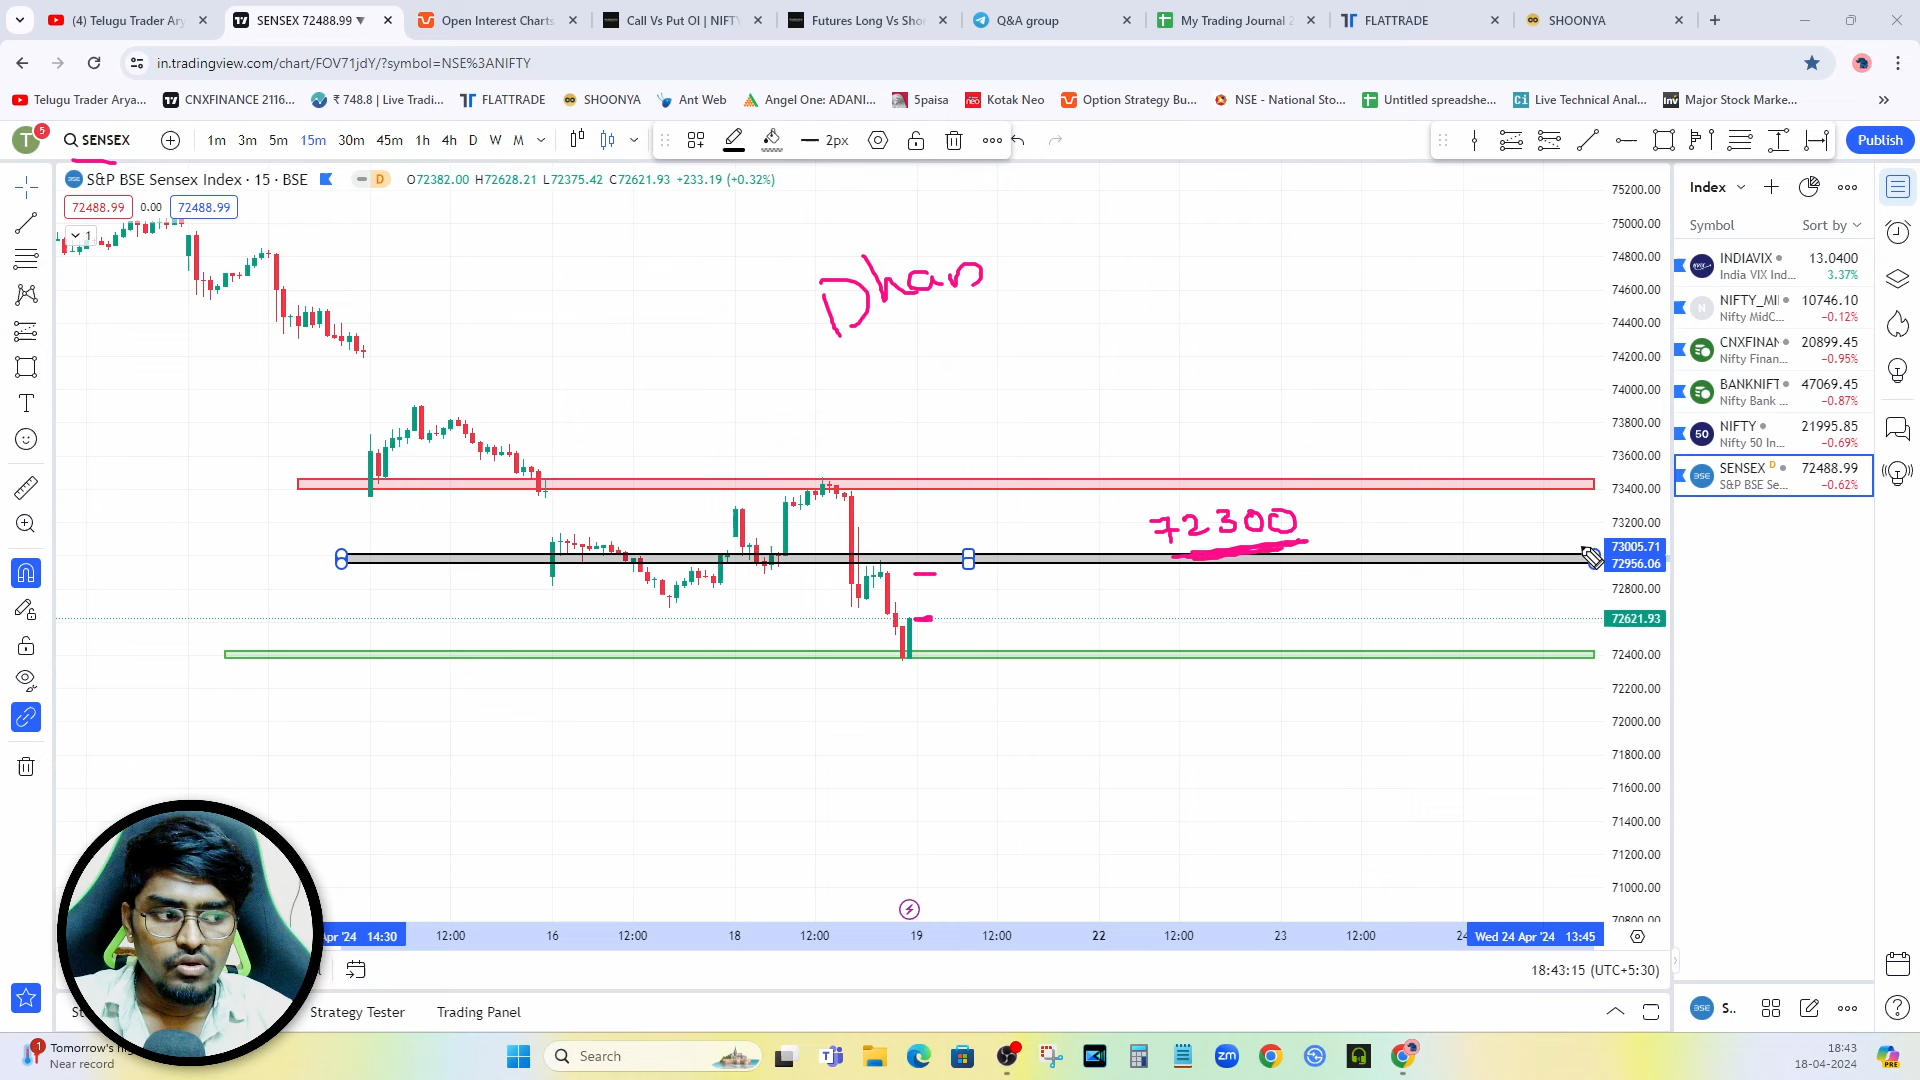 (4) Telugu Trader Ary
SENSEX 72488.99 ▼
Open Interest Charts
Call Vs Put OI | NIFT
Futures Long Vs Sho
Q&A group
My Trading Journal 2
FLATTRADE
SHOONYA
in.tradingview.com/chart/FOV71jdY/?symbol=NSE%3ANIFTY
Telugu Trader Arya...
CNXFINANCE 2116...
₹ 748.8 | Live Tradi...
FLATTRADE
SHOONYA
Ant Web
Angel One: ADANI...
5paisa
Kotak Neo
Option Strategy Bu...
NSE - National Sto...
Untitled spreadshe...
Live Technical Anal...
Major Stock Marke...
T 5 SENSEX 1m 3m 5m 15m 30m 45m 1h 4h D W M 2px Publish
S&P BSE Sensex Index · 15 · BSE D O72382.00 H72628.21 L72375.42 C72621.93 +233.19 (+0.32%)
72488.99 0.00 72488.99
1
Dhan
72300
75200.00
75000.00
74800.00
74600.00
74400.00
74200.00
74000.00
73800.00
73600.00
73400.00
73200.00
73005.71
72956.06
72800.00
72621.93
72400.00
72200.00
72000.00
71800.00
71600.00
71400.00
71200.00
71000.00
70800.00
Index
Symbol Sort by
INDIAVIX 13.0400
India VIX Ind... 3.37%
NIFTY_MI 10746.10
Nifty MidC... −0.12%
CNXFINAN 20899.45
Nifty Finan... −0.95%
BANKNIFT 47069.45
Nifty Bank ... −0.87%
50 NIFTY 21995.85
Nifty 50 In... −0.69%
SENSEX D 72488.99
S&P BSE Se... −0.62%
Apr '24 14:30 12:00 16 12:00 18 12:00 19 12:00 22 12:00 23 12:00 24 Wed 24 Apr '24 13:45
18:43:15 (UTC+5:30)
Strategy Tester Trading Panel
S..
1 Tomorrow's hig
Near record
Search
18:43
18-04-2024